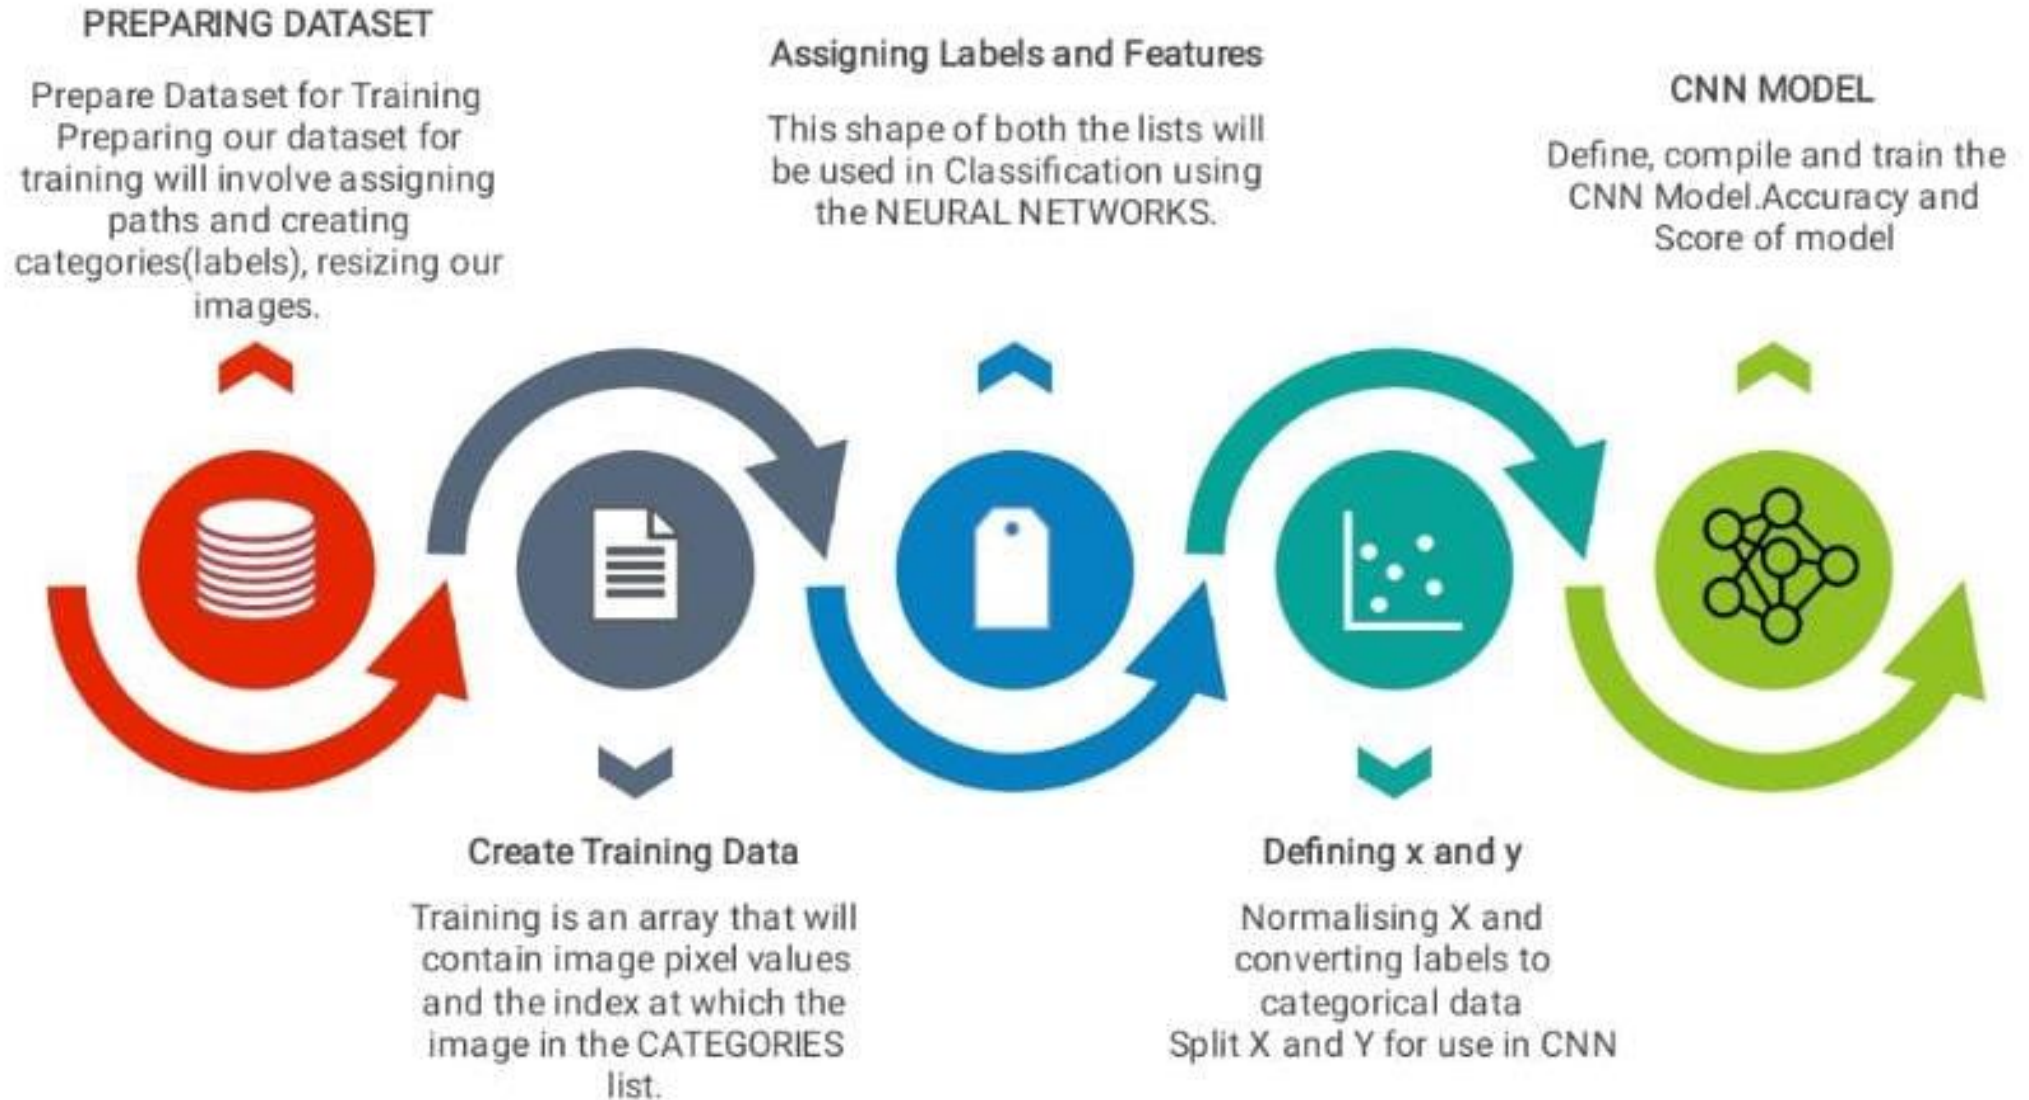 PREPARING DATASET
Prepare Dataset for Training
Preparing our dataset for
training will involve assigning
paths and creating
categories(labels), resizing our
images.
Create Training Data
Training is an array that will
contain image pixel values
and the index at which the
image in the CATEGORIES
list.
Assigning Labels and Features
This shape of both the lists will
be used in Classification using
the NEURAL NETWORKS.
Defining x and y
Normalising X and
converting labels to
categorical data
Split X and Y for use in CNN
CNN MODEL
Define, compile and train the
CNN Model.Accuracy and
Score of model